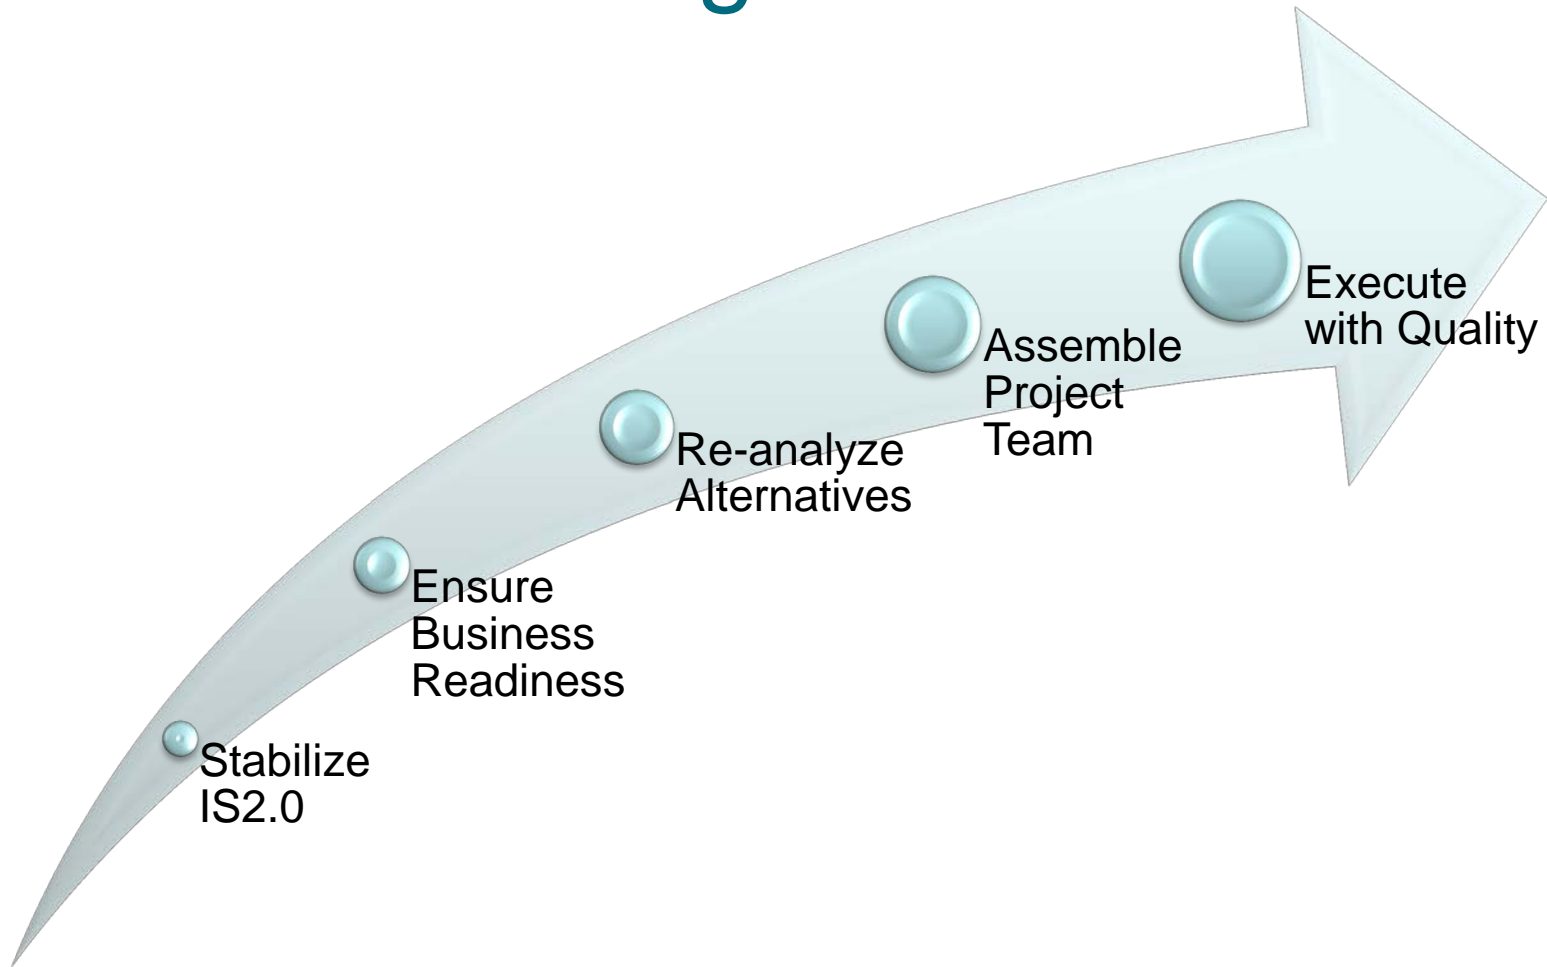 Stabilize
IS2.0
Ensure
Business
Readiness
Re-analyze
Alternatives
Assemble
Project
Team
Execute
with Quality